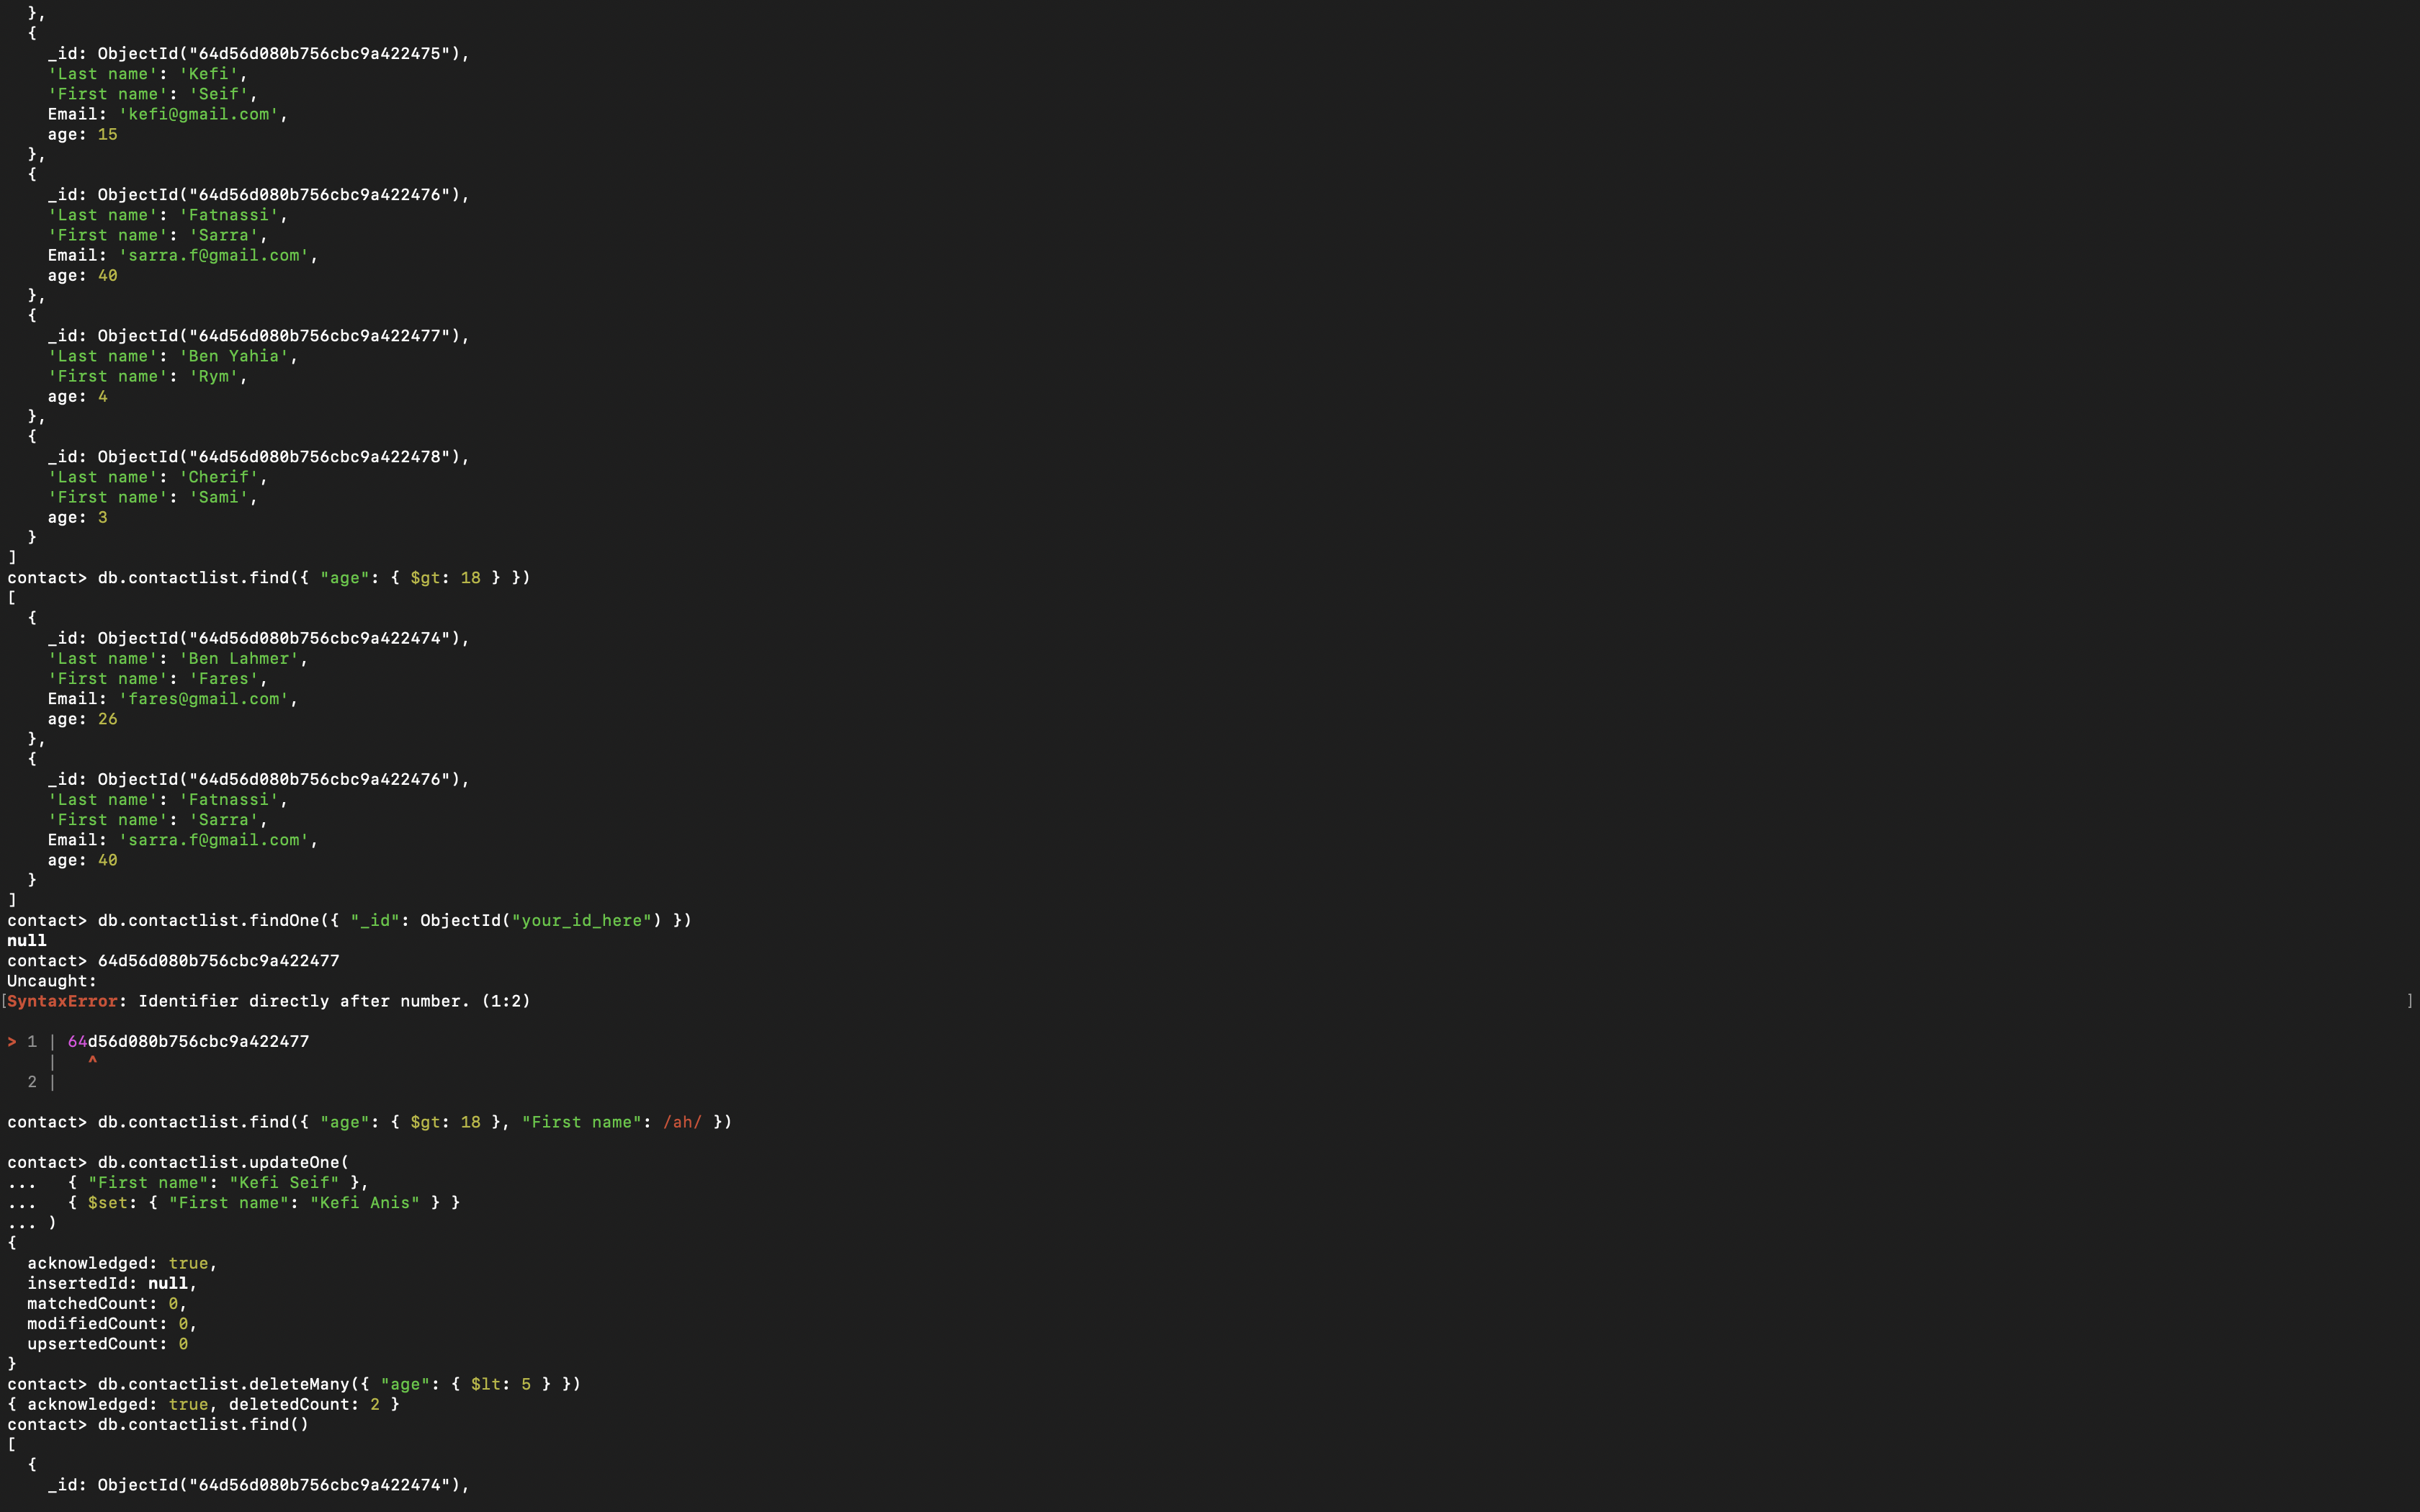 },
  {
    _id: ObjectId("64d56d080b756cbc9a422475"),
    'Last name': 'Kefi',
    'First name': 'Seif',
    Email: 'kefi@gmail.com',
    age: 15
  },
  {
    _id: ObjectId("64d56d080b756cbc9a422476"),
    'Last name': 'Fatnassi',
    'First name': 'Sarra',
    Email: 'sarra.f@gmail.com',
    age: 40
  },
  {
    _id: ObjectId("64d56d080b756cbc9a422477"),
    'Last name': 'Ben Yahia',
    'First name': 'Rym',
    age: 4
  },
  {
    _id: ObjectId("64d56d080b756cbc9a422478"),
    'Last name': 'Cherif',
    'First name': 'Sami',
    age: 3
  }
]
contact> db.contactlist.find({ "age": { $gt: 18 } })
[
  {
    _id: ObjectId("64d56d080b756cbc9a422474"),
    'Last name': 'Ben Lahmer',
    'First name': 'Fares',
    Email: 'fares@gmail.com',
    age: 26
  },
  {
    _id: ObjectId("64d56d080b756cbc9a422476"),
    'Last name': 'Fatnassi',
    'First name': 'Sarra',
    Email: 'sarra.f@gmail.com',
    age: 40
  }
]
contact> db.contactlist.findOne({ "_id": ObjectId("your_id_here") })
null
contact> 64d56d080b756cbc9a422477
Uncaught:
[SyntaxError: Identifier directly after number. (1:2) ]

> 1 | 64d56d080b756cbc9a422477
    |   ^
  2 |

contact> db.contactlist.find({ "age": { $gt: 18 }, "First name": /ah/ })

contact> db.contactlist.updateOne(
...   { "First name": "Kefi Seif" },
...   { $set: { "First name": "Kefi Anis" } }
... )
{
  acknowledged: true,
  insertedId: null,
  matchedCount: 0,
  modifiedCount: 0,
  upsertedCount: 0
}
contact> db.contactlist.deleteMany({ "age": { $lt: 5 } })
{ acknowledged: true, deletedCount: 2 }
contact> db.contactlist.find()
[
  {
    _id: ObjectId("64d56d080b756cbc9a422474"),